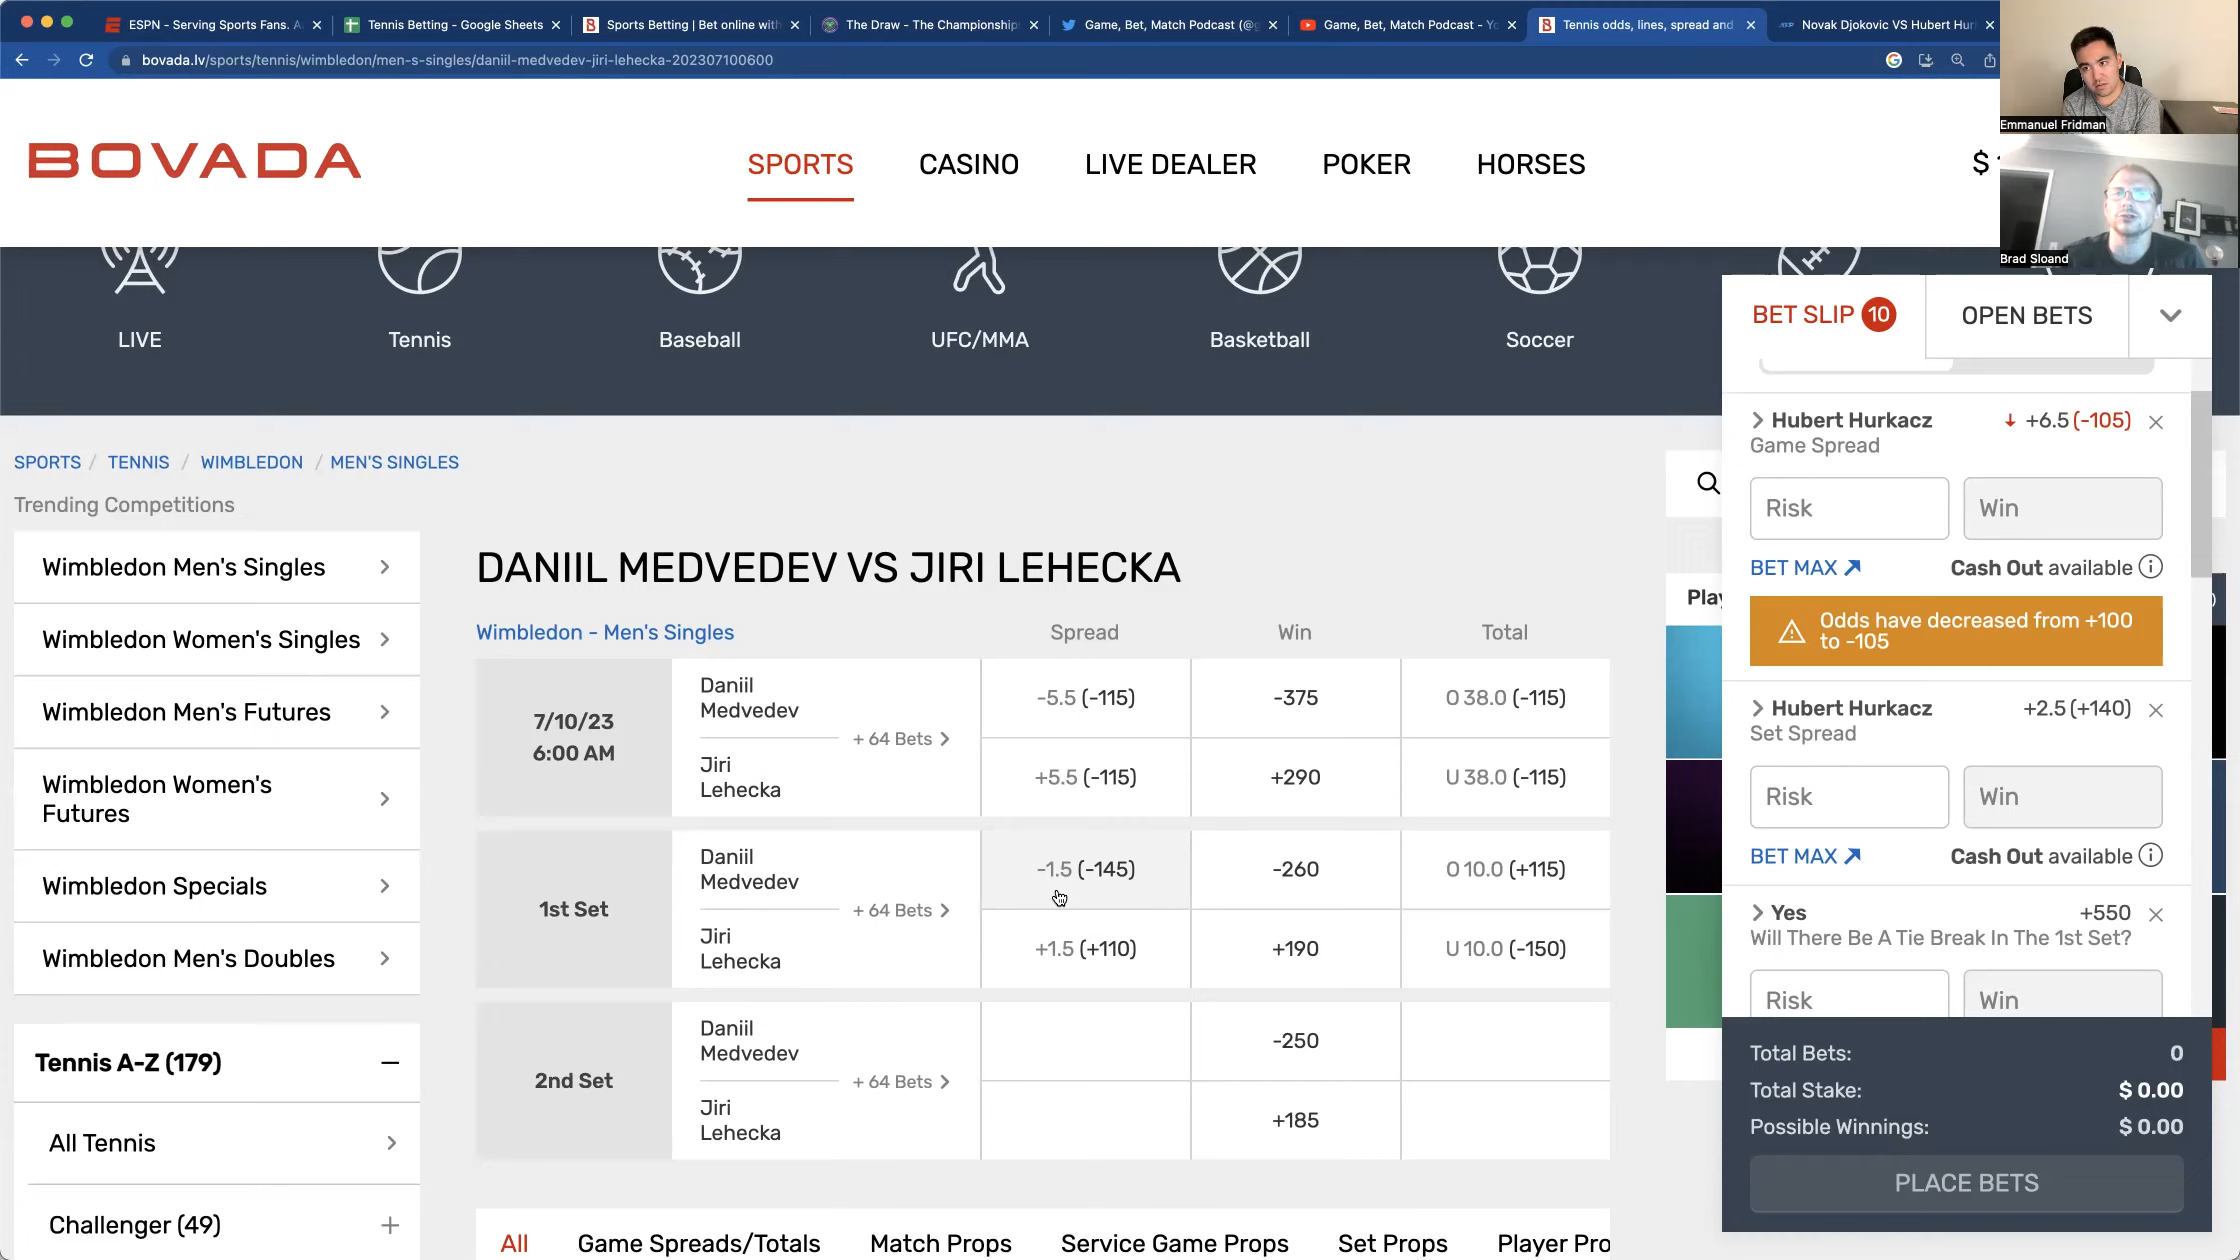 ESPN - Serving Sports Fans. A
Tennis Betting - Google Sheets
Sports Betting | Bet online with
The Draw - The Championship
Game, Bet, Match Podcast (@g
Game, Bet, Match Podcast - Yo
Tennis odds, lines, spread and
Novak Djokovic VS Hubert Hur
bovada.lv/sports/tennis/wimbledon/men-s-singles/daniil-medvedev-jiri-lehecka-202307100600
Emmanuel Fridman
Brad Sloand
BOVADA
SPORTS
CASINO
LIVE DEALER
POKER
HORSES
$
LIVE
Tennis
Baseball
UFC/MMA
Basketball
Soccer
BET SLIP 10
OPEN BETS
SPORTS / TENNIS / WIMBLEDON / MEN'S SINGLES
Trending Competitions
Wimbledon Men's Singles
Wimbledon Women's Singles
Wimbledon Men's Futures
Wimbledon Women's
Futures
Wimbledon Specials
Wimbledon Men's Doubles
Tennis A-Z (179)
All Tennis
Challenger (49)
DANIIL MEDVEDEV VS JIRI LEHECKA
Wimbledon - Men's Singles
Spread
Win
Total
7/10/23
6:00 AM
Daniil
Medvedev
+ 64 Bets
Jiri
Lehecka
-5.5 (-115)
-375
O 38.0 (-115)
+5.5 (-115)
+290
U 38.0 (-115)
1st Set
Daniil
Medvedev
+ 64 Bets
Jiri
Lehecka
-1.5 (-145)
-260
O 10.0 (+115)
+1.5 (+110)
+190
U 10.0 (-150)
2nd Set
Daniil
Medvedev
+ 64 Bets
Jiri
Lehecka
-250
+185
All
Game Spreads/Totals
Match Props
Service Game Props
Set Props
Player Pro
Play
Hubert Hurkacz
+6.5 (-105)
Game Spread
Risk
Win
BET MAX
Cash Out available
Odds have decreased from +100
to -105
Hubert Hurkacz
+2.5 (+140)
Set Spread
Risk
Win
BET MAX
Cash Out available
Yes
+550
Will There Be A Tie Break In The 1st Set?
Risk
Win
Total Bets:
0
Total Stake:
$ 0.00
Possible Winnings:
$ 0.00
PLACE BETS